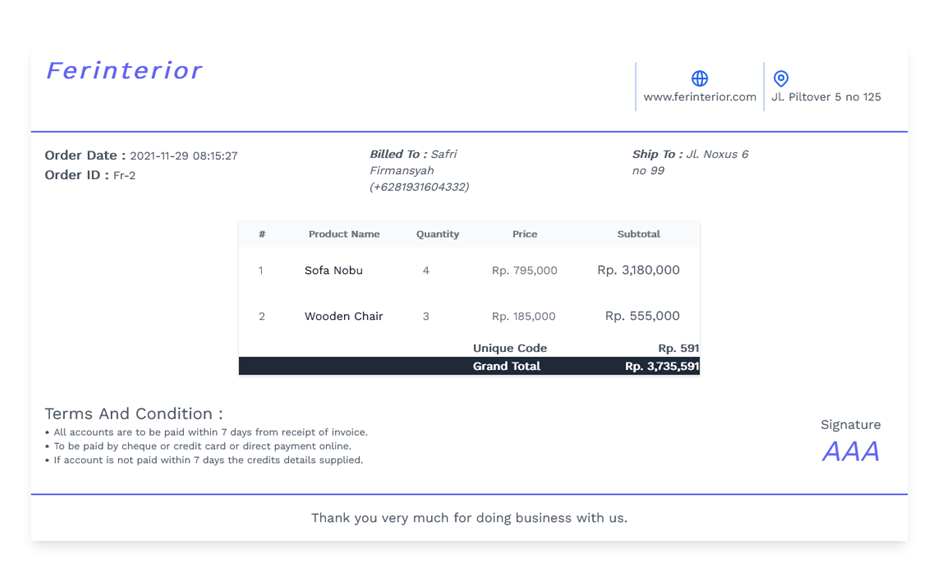 Ferinterior
www.ferinterior.com
Jl. Piltover 5 no 125
Order Date : 2021-11-29 08:15:27
Order ID : Fr-2
Billed To : Safri
Firmansyah
(+6281931604332)
Ship To : Jl. Noxus 6
no 99
# Product Name Quantity Price Subtotal
1 Sofa Nobu 4 Rp. 795,000 Rp. 3,180,000
2 Wooden Chair 3 Rp. 185,000 Rp. 555,000
Unique Code Rp. 591
Grand Total Rp. 3,735,591
Terms And Condition :
• All accounts are to be paid within 7 days from receipt of invoice.
• To be paid by cheque or credit card or direct payment online.
• If account is not paid within 7 days the credits details supplied.
Signature
AAA
Thank you very much for doing business with us.